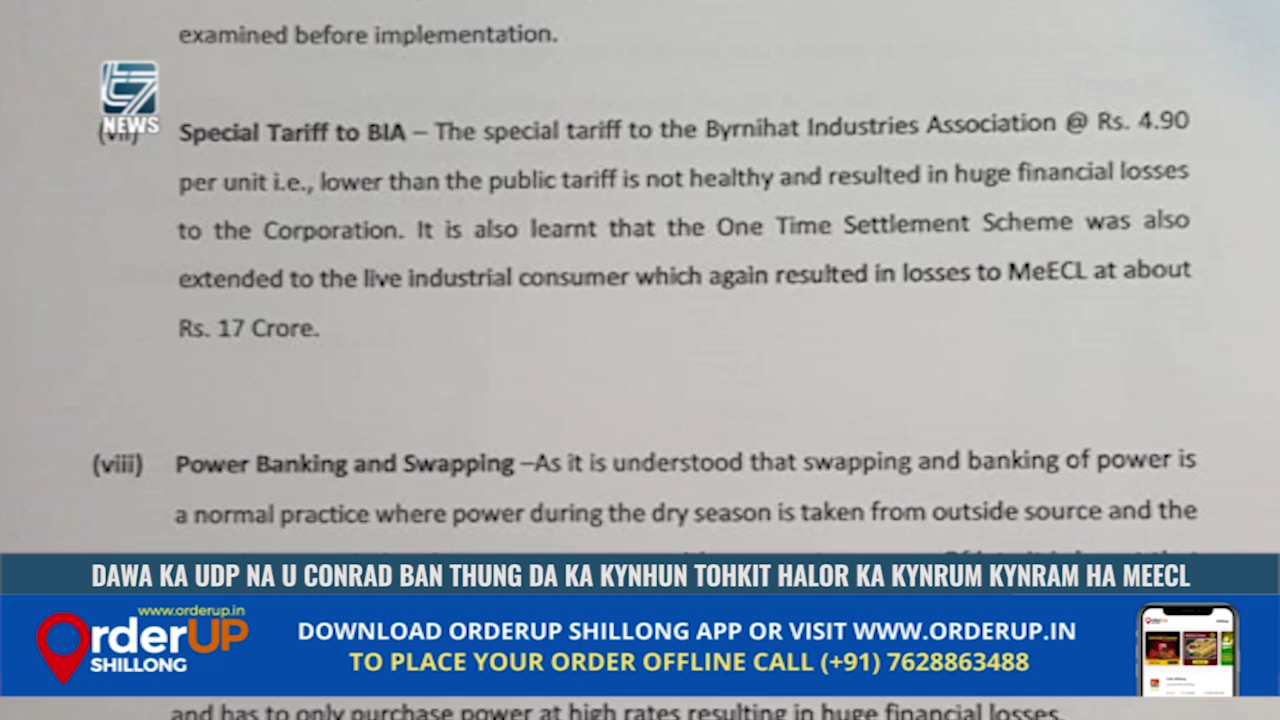 examined before implementation.
T7
NEWS
(vii) Special Tariff to BIA – The special tariff to the Byrnihat Industries Association @ Rs. 4.90
per unit i.e., lower than the public tariff is not healthy and resulted in huge financial losses
to the Corporation. It is also learnt that the One Time Settlement Scheme was also
extended to the live industrial consumer which again resulted in losses to MeECL at about
Rs. 17 Crore.
(viii) Power Banking and Swapping –As it is understood that swapping and banking of power is
a normal practice where power during the dry season is taken from outside source and the
DAWA KA UDP NA U CONRAD BAN THUNG DA KA KYNHUN TOHKIT HALOR KA KYNRUM KYNRAM HA MEECL
www.orderup.in
OrderUP
SHILLONG
DOWNLOAD ORDERUP SHILLONG APP OR VISIT WWW.ORDERUP.IN
TO PLACE YOUR ORDER OFFLINE CALL (+91) 7628863488
and has to only purchase power at high rates resulting in huge financial losses.